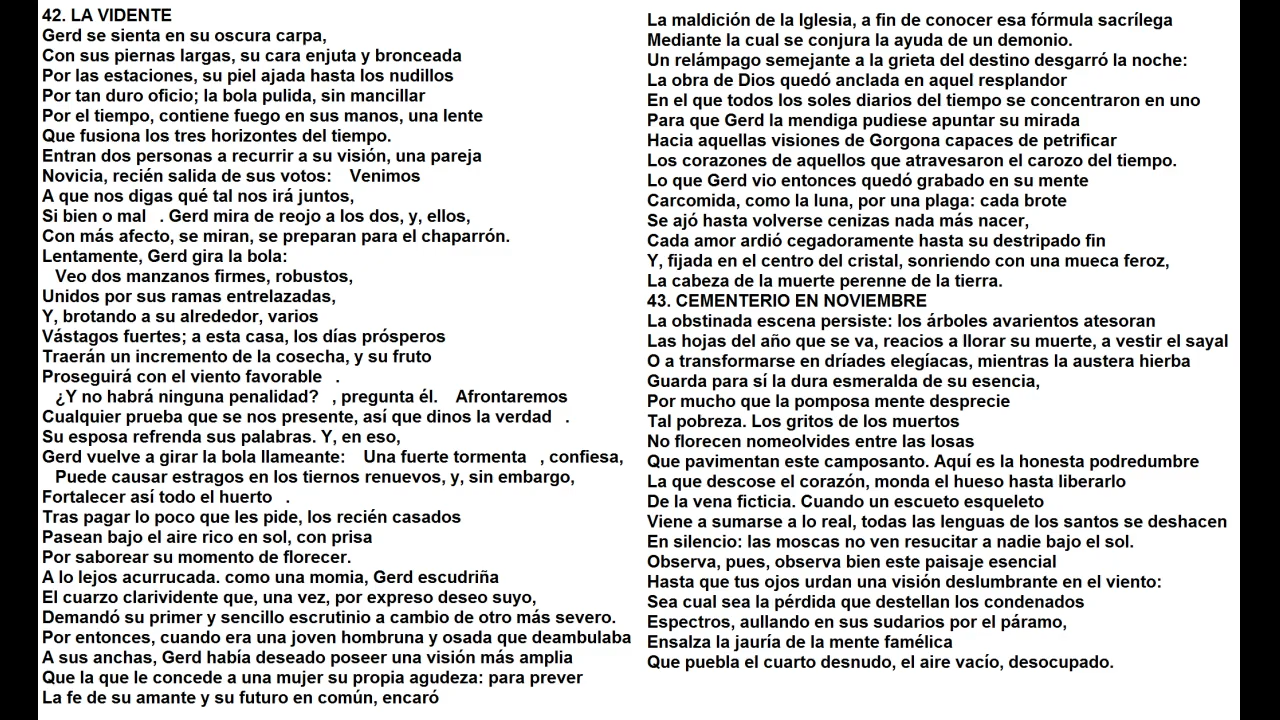 42. LA VIDENTE
Gerd se sienta en su oscura carpa,
Con sus piernas largas, su cara enjuta y bronceada
Por las estaciones, su piel ajada hasta los nudillos
Por tan duro oficio; la bola pulida, sin mancillar
Por el tiempo, contiene fuego en sus manos, una lente
Que fusiona los tres horizontes del tiempo.
Entran dos personas a recurrir a su visión, una pareja
Novicia, recién salida de sus votos:    Venimos
A que nos digas qué tal nos irá juntos,
Si bien o mal   . Gerd mira de reojo a los dos, y, ellos,
Con más afecto, se miran, se preparan para el chaparrón.
Lentamente, Gerd gira la bola:
   Veo dos manzanos firmes, robustos,
Unidos por sus ramas entrelazadas,
Y, brotando a su alrededor, varios
Vástagos fuertes; a esta casa, los días prósperos
Traerán un incremento de la cosecha, y su fruto
Proseguirá con el viento favorable   .
   ¿Y no habrá ninguna penalidad?   , pregunta él.    Afrontaremos
Cualquier prueba que se nos presente, así que dinos la verdad   .
Su esposa refrenda sus palabras. Y, en eso,
Gerd vuelve a girar la bola llameante:    Una fuerte tormenta   , confiesa,
   Puede causar estragos en los tiernos renuevos, y, sin embargo,
Fortalecer así todo el huerto   .
Tras pagar lo poco que les pide, los recién casados
Pasean bajo el aire rico en sol, con prisa
Por saborear su momento de florecer.
A lo lejos acurrucada. como una momia, Gerd escudriña
El cuarzo clarividente que, una vez, por expreso deseo suyo,
Demandó su primer y sencillo escrutinio a cambio de otro más severo.
Por entonces, cuando era una joven hombruna y osada que deambulaba
A sus anchas, Gerd había deseado poseer una visión más amplia
Que la que le concede a una mujer su propia agudeza: para prever
La fe de su amante y su futuro en común, encaró
La maldición de la Iglesia, a fin de conocer esa fórmula sacrílega
Mediante la cual se conjura la ayuda de un demonio.
Un relámpago semejante a la grieta del destino desgarró la noche:
La obra de Dios quedó anclada en aquel resplandor
En el que todos los soles diarios del tiempo se concentraron en uno
Para que Gerd la mendiga pudiese apuntar su mirada
Hacia aquellas visiones de Gorgona capaces de petrificar
Los corazones de aquellos que atravesaron el carozo del tiempo.
Lo que Gerd vio entonces quedó grabado en su mente
Carcomida, como la luna, por una plaga: cada brote
Se ajó hasta volverse cenizas nada más nacer,
Cada amor ardió cegadoramente hasta su destripado fin
Y, fijada en el centro del cristal, sonriendo con una mueca feroz,
La cabeza de la muerte perenne de la tierra.
43. CEMENTERIO EN NOVIEMBRE
La obstinada escena persiste: los árboles avarientos atesoran
Las hojas del año que se va, reacios a llorar su muerte, a vestir el sayal
O a transformarse en dríades elegíacas, mientras la austera hierba
Guarda para sí la dura esmeralda de su esencia,
Por mucho que la pomposa mente desprecie
Tal pobreza. Los gritos de los muertos
No florecen nomeolvides entre las losas
Que pavimentan este camposanto. Aquí es la honesta podredumbre
La que descose el corazón, monda el hueso hasta liberarlo
De la vena ficticia. Cuando un escueto esqueleto
Viene a sumarse a lo real, todas las lenguas de los santos se deshacen
En silencio: las moscas no ven resucitar a nadie bajo el sol.
Observa, pues, observa bien este paisaje esencial
Hasta que tus ojos urdan una visión deslumbrante en el viento:
Sea cual sea la pérdida que destellan los condenados
Espectros, aullando en sus sudarios por el páramo,
Ensalza la jauría de la mente famélica
Que puebla el cuarto desnudo, el aire vacío, desocupado.